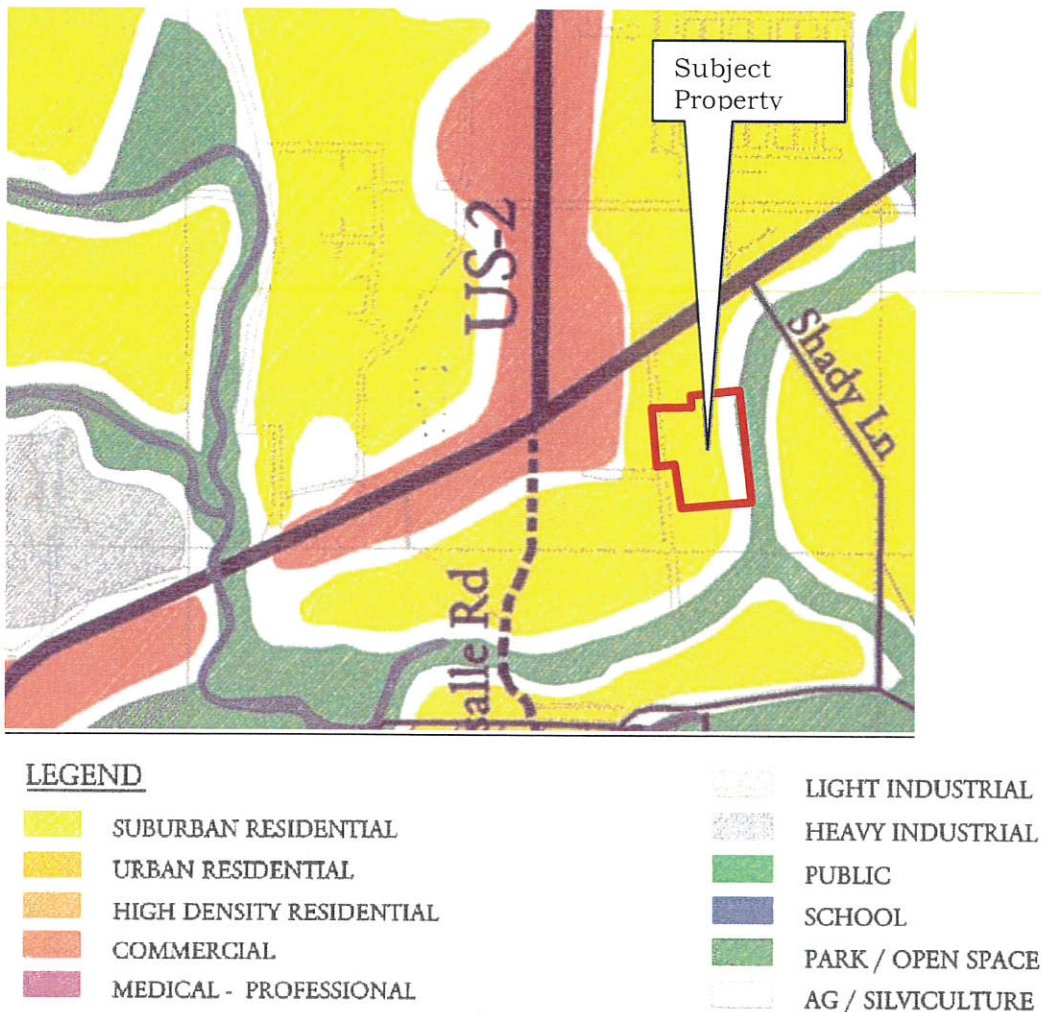 Subject
Property
US-2
Shady Ln
salle Rd
LEGEND
SUBURBAN RESIDENTIAL
URBAN RESIDENTIAL
HIGH DENSITY RESIDENTIAL
COMMERCIAL
MEDICAL - PROFESSIONAL
LIGHT INDUSTRIAL
HEAVY INDUSTRIAL
PUBLIC
SCHOOL
PARK / OPEN SPACE
AG / SILVICULTURE